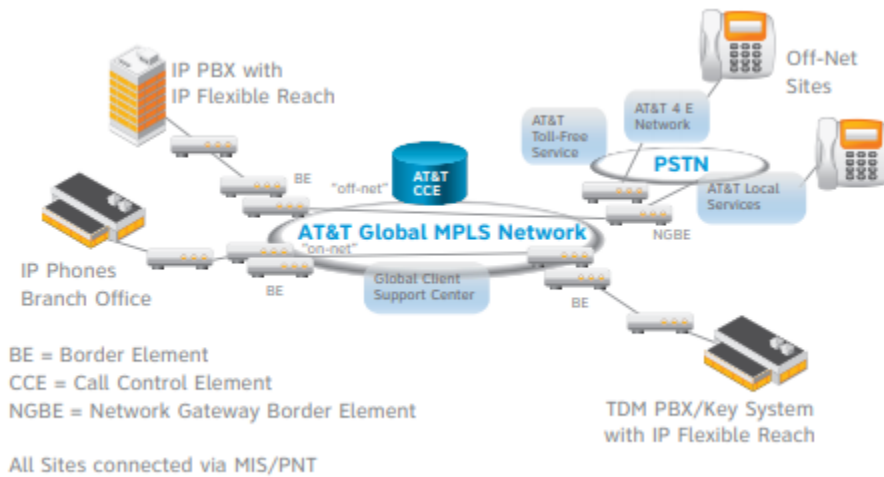 IP PBX with
IP Flexible Reach
Off-Net
Sites
AT&T 4 E
Network
AT&T
Toll-Free
Service
PSTN
AT&T Local
Services
BE
"off-net"
AT&T
CCE
NGBE
AT&T Global MPLS Network
"on-net"
IP Phones
Branch Office
BE
Global Client
Support Center
BE
BE = Border Element
CCE = Call Control Element
NGBE = Network Gateway Border Element
TDM PBX/Key System
with IP Flexible Reach
All Sites connected via MIS/PNT